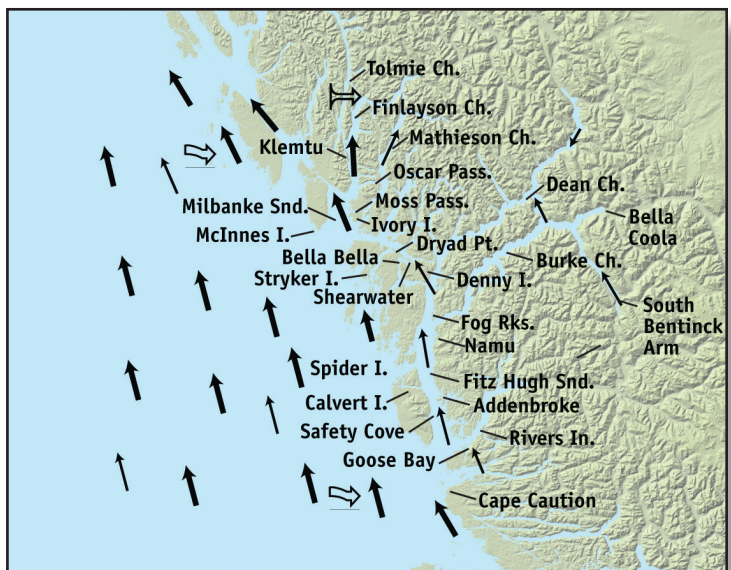 Tolmie Ch.
Finlayson Ch.
Mathieson Ch.
Klemtu
Oscar Pass.
Dean Ch.
Moss Pass.
Milbanke Snd.
Ivory I.
Bella
Coola
McInnes I.
Dryad Pt.
Bella Bella
Burke Ch.
Stryker I.
Denny I.
Shearwater
South
Bentinck
Arm
Fog Rks.
Namu
Spider I.
Fitz Hugh Snd.
Calvert I.
Addenbroke
Safety Cove
Rivers In.
Goose Bay
Cape Caution